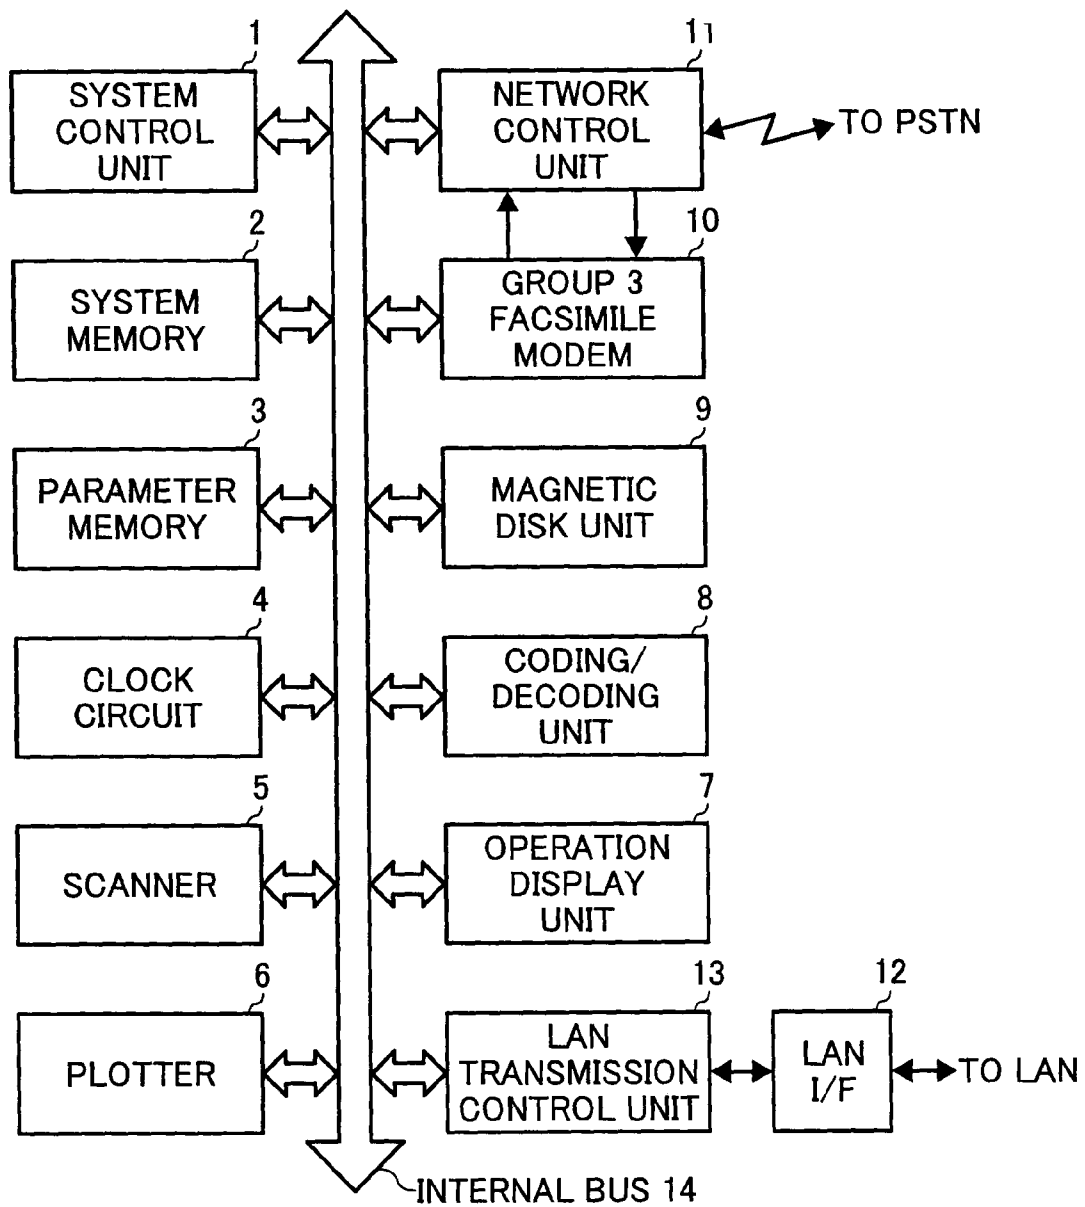 1
SYSTEM
CONTROL
UNIT
11
NETWORK
CONTROL
UNIT
TO PSTN
2
SYSTEM
MEMORY
10
GROUP 3
FACSIMILE
MODEM
3
PARAMETER
MEMORY
9
MAGNETIC
DISK UNIT
4
CLOCK
CIRCUIT
8
CODING/
DECODING
UNIT
5
SCANNER
7
OPERATION
DISPLAY
UNIT
6
PLOTTER
13
LAN
TRANSMISSION
CONTROL UNIT
12
LAN
I/F
TO LAN
INTERNAL BUS 14